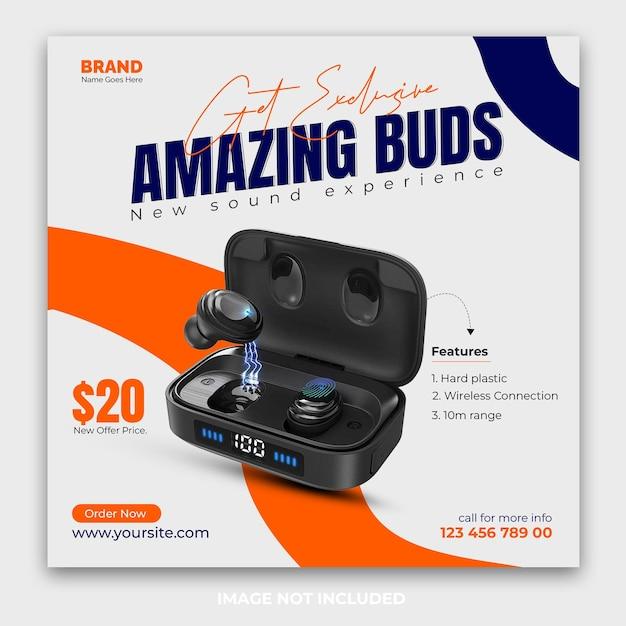 BRAND
Name Goes Here
Get Exclusive
AMAZING BUDS
New sound experience
Features
1. Hard plastic
2. Wireless Connection
3. 10m range
$20
New Offer Price.
100
Order Now
www.yoursite.com
call for more info
123 456 789 00
IMAGE NOT INCLUDED